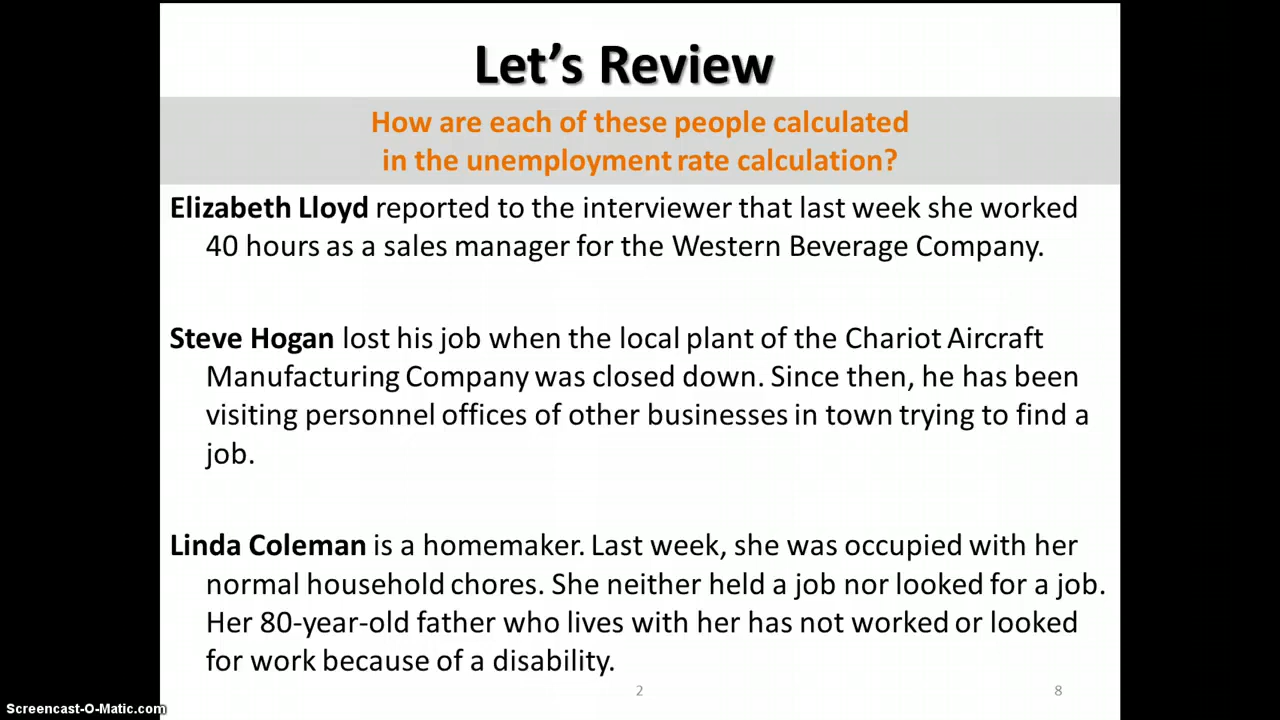 Let's Review
How are each of these people calculated
in the unemployment rate calculation?
Elizabeth Lloyd reported to the interviewer that last week she worked
40 hours as a sales manager for the Western Beverage Company.
Steve Hogan lost his job when the local plant of the Chariot Aircraft
Manufacturing Company was closed down. Since then, he has been
visiting personnel offices of other businesses in town trying to find a
job.
Linda Coleman is a homemaker. Last week, she was occupied with her
normal household chores. She neither held a job nor looked for a job.
Her 80-year-old father who lives with her has not worked or looked
for work because of a disability.
2
8
Screencast-O-Matic.com